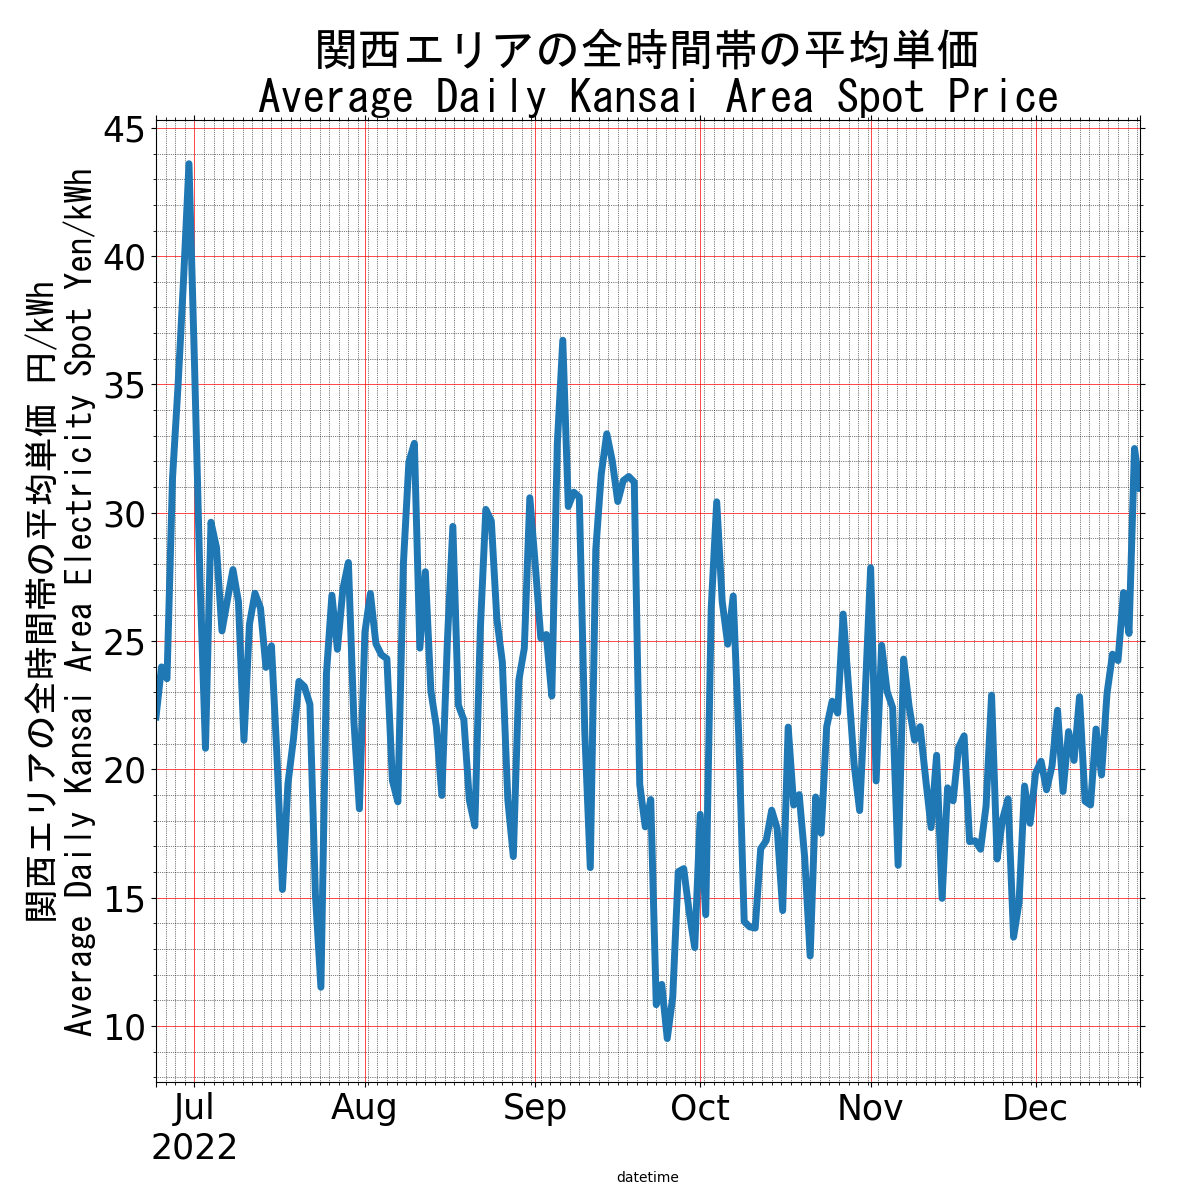 関西エリアの全時間帯の平均単価
Average Daily Kansai Area Spot Price
関西エリアの全時間帯の平均単価 円/kWh
Average Daily Kansai Area Electricity Spot Yen/kWh
45
40
35
30
25
20
15
10
Jul
2022
Aug
Sep
Oct
Nov
Dec
datetime